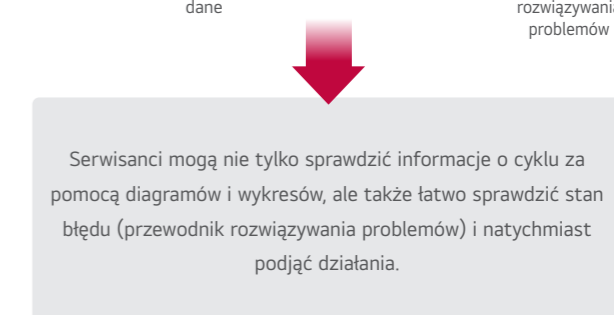 dane
rozwiązywania
problemów
Serwisanci mogą nie tylko sprawdzić informacje o cyklu za
pomocą diagramów i wykresów, ale także łatwo sprawdzić stan
błędu (przewodnik rozwiązywania problemów) i natychmiast
podjąć działania.